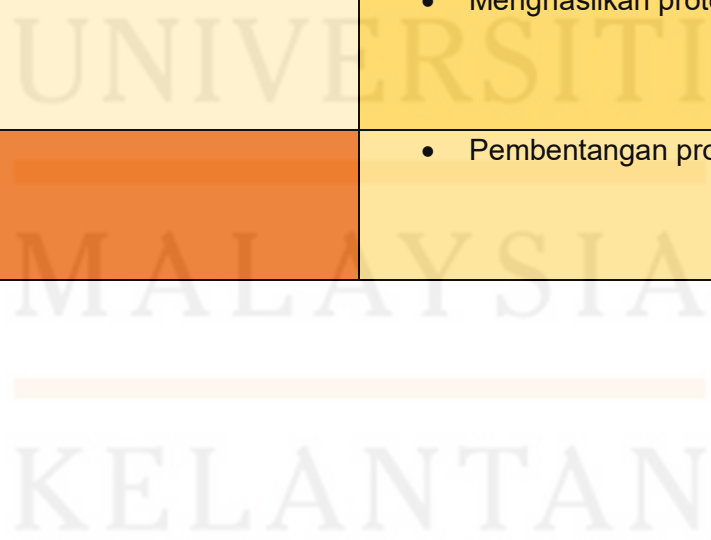 • Menghasilkan
UNIVERSITI
• Pembentangan
MALAYSIA
KELANTAN